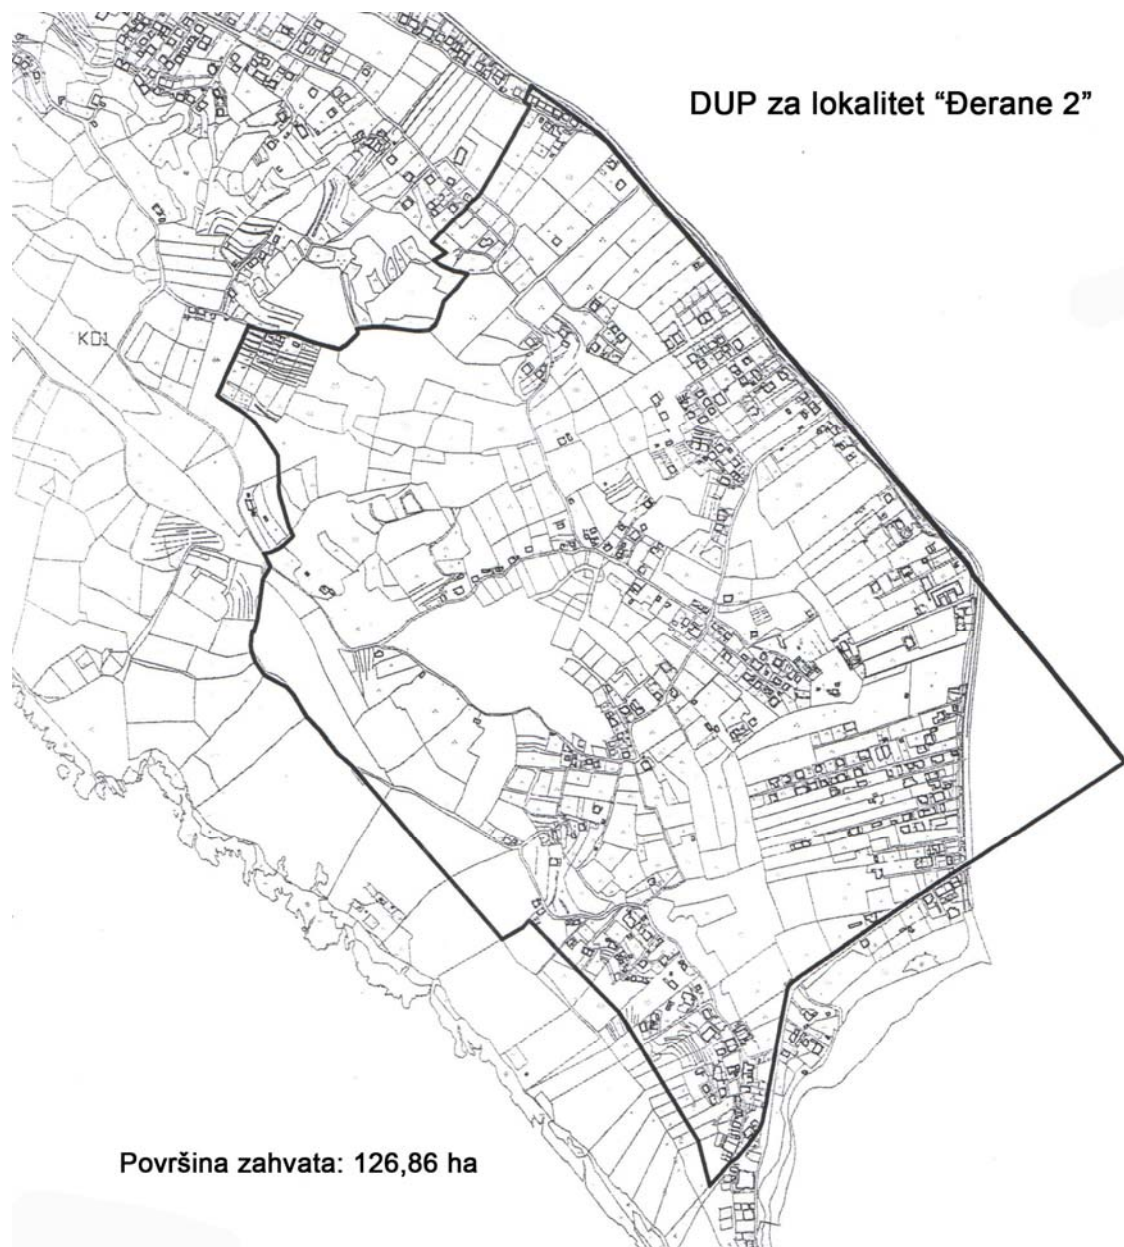 DUP za lokalitet “Đerane 2”
Površina zahvata: 126,86 ha